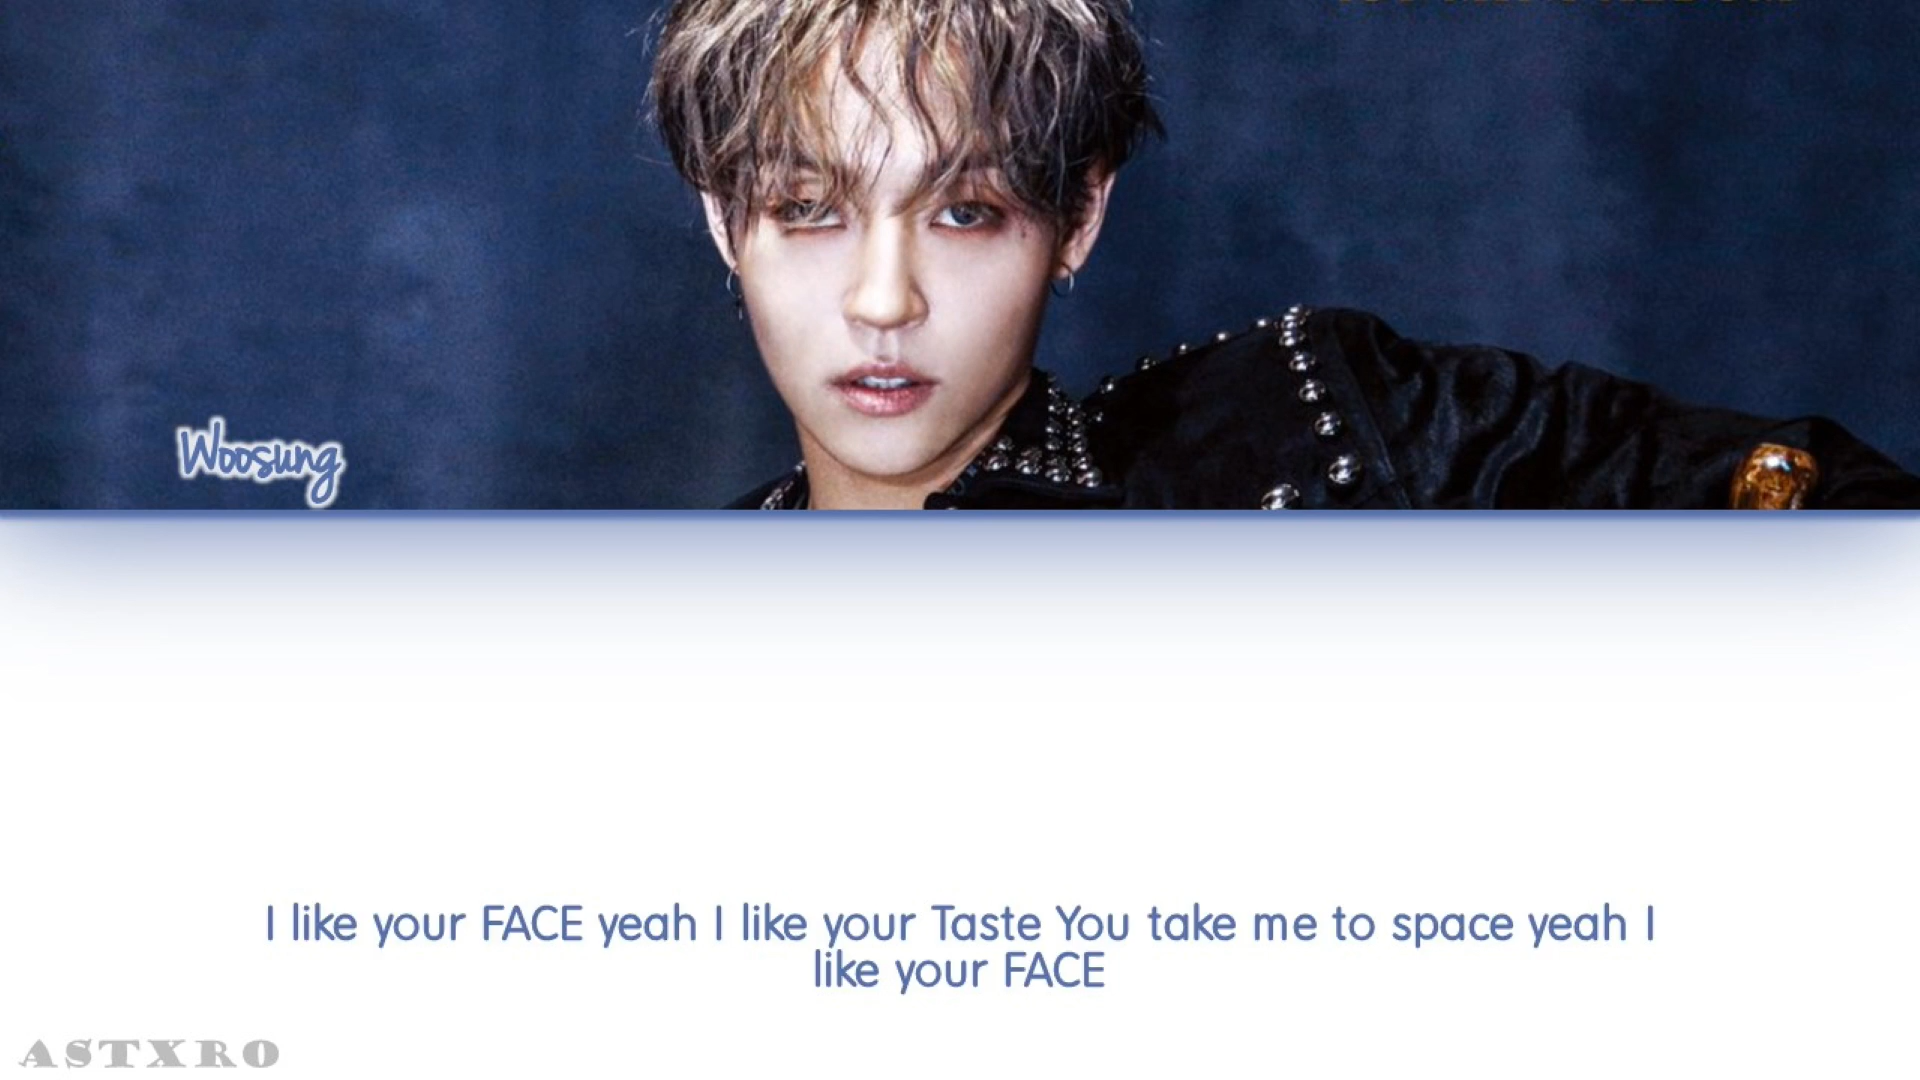 Woosung
I like your FACE yeah I like your Taste You take me to space yeah I
like your FACE
ASTXRO